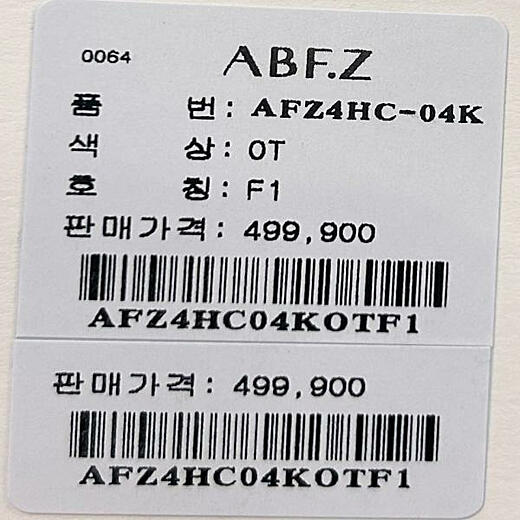 0064 ABF.Z
품 번: AFZ4HC-04K
색 상: OT
호 칭: F1
판매가격: 499,900
AFZ4HC04KOTF1
판매가격: 499,900
AFZ4HC04KOTF1